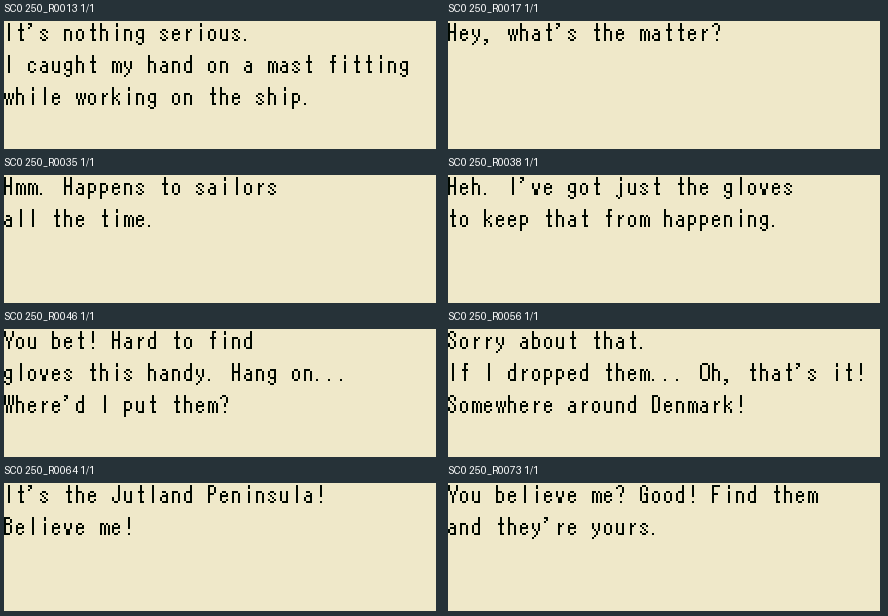 SC0 250_R0013 1/1
It's nothing serious.
I caught my hand on a mast fitting
while working on the ship.
SC0 250_R0017 1/1
Hey, what's the matter?
SC0 250_R0035 1/1
Hmm. Happens to sailors
all the time.
SC0 250_R0038 1/1
Heh. I've got just the gloves
to keep that from happening.
SC0 250_R0046 1/1
You bet! Hard to find
gloves this handy. Hang on...
Where'd I put them?
SC0 250_R0056 1/1
Sorry about that.
If I dropped them... Oh, that's it!
Somewhere around Denmark!
SC0 250_R0064 1/1
It's the Jutland Peninsula!
Believe me!
SC0 250_R0073 1/1
You believe me? Good! Find them
and they're yours.